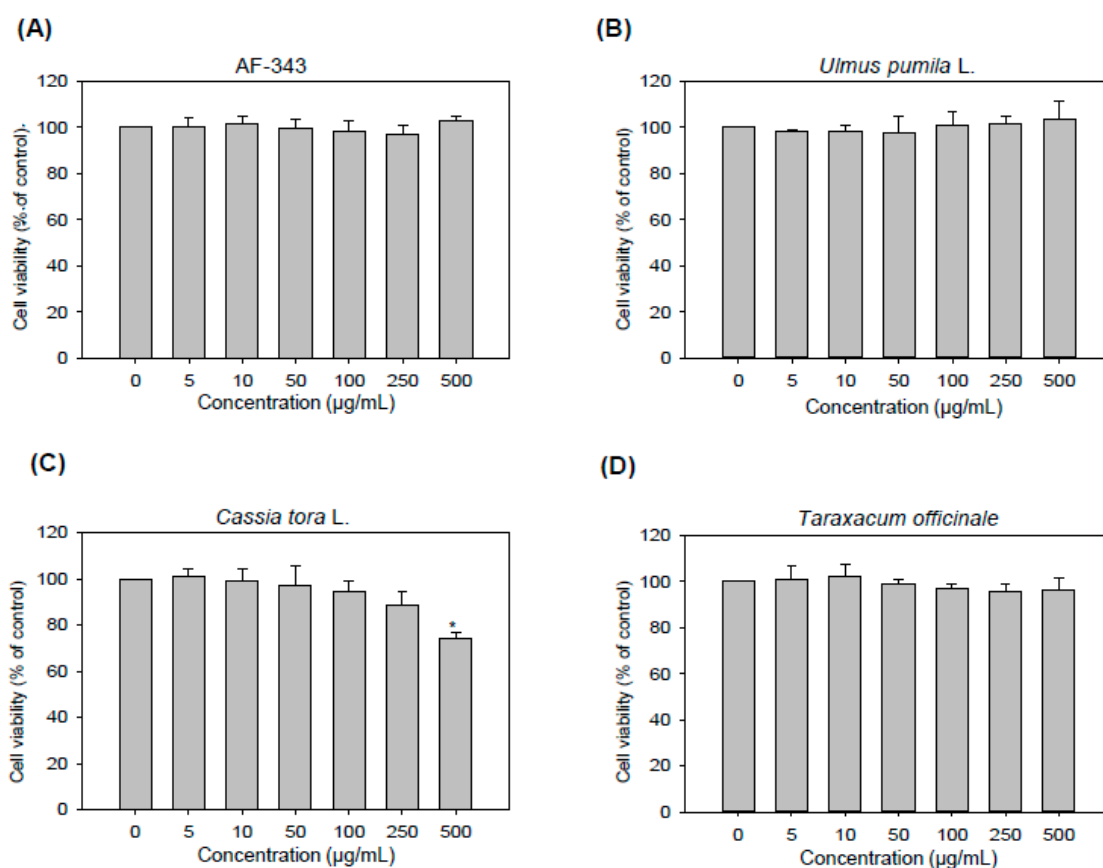 (A)
AF-343
120
100
80
60
40
20
0
Cell viability (%.of control).
0 5 10 50 100 250 500
Concentration (µg/mL)
(B)
Ulmus pumila L.
120
100
80
60
40
20
0
Cell viability (% of control)
0 5 10 50 100 250 500
Concentration (µg/mL)
(C)
Cassia tora L.
120
100
80
60
40
20
0
Cell viability (% of control)
*
0 5 10 50 100 250 500
Concentration (µg/mL)
(D)
Taraxacum officinale
120
100
80
60
40
20
0
Cell viability (% of control)
0 5 10 50 100 250 500
Concentration (µg/mL)